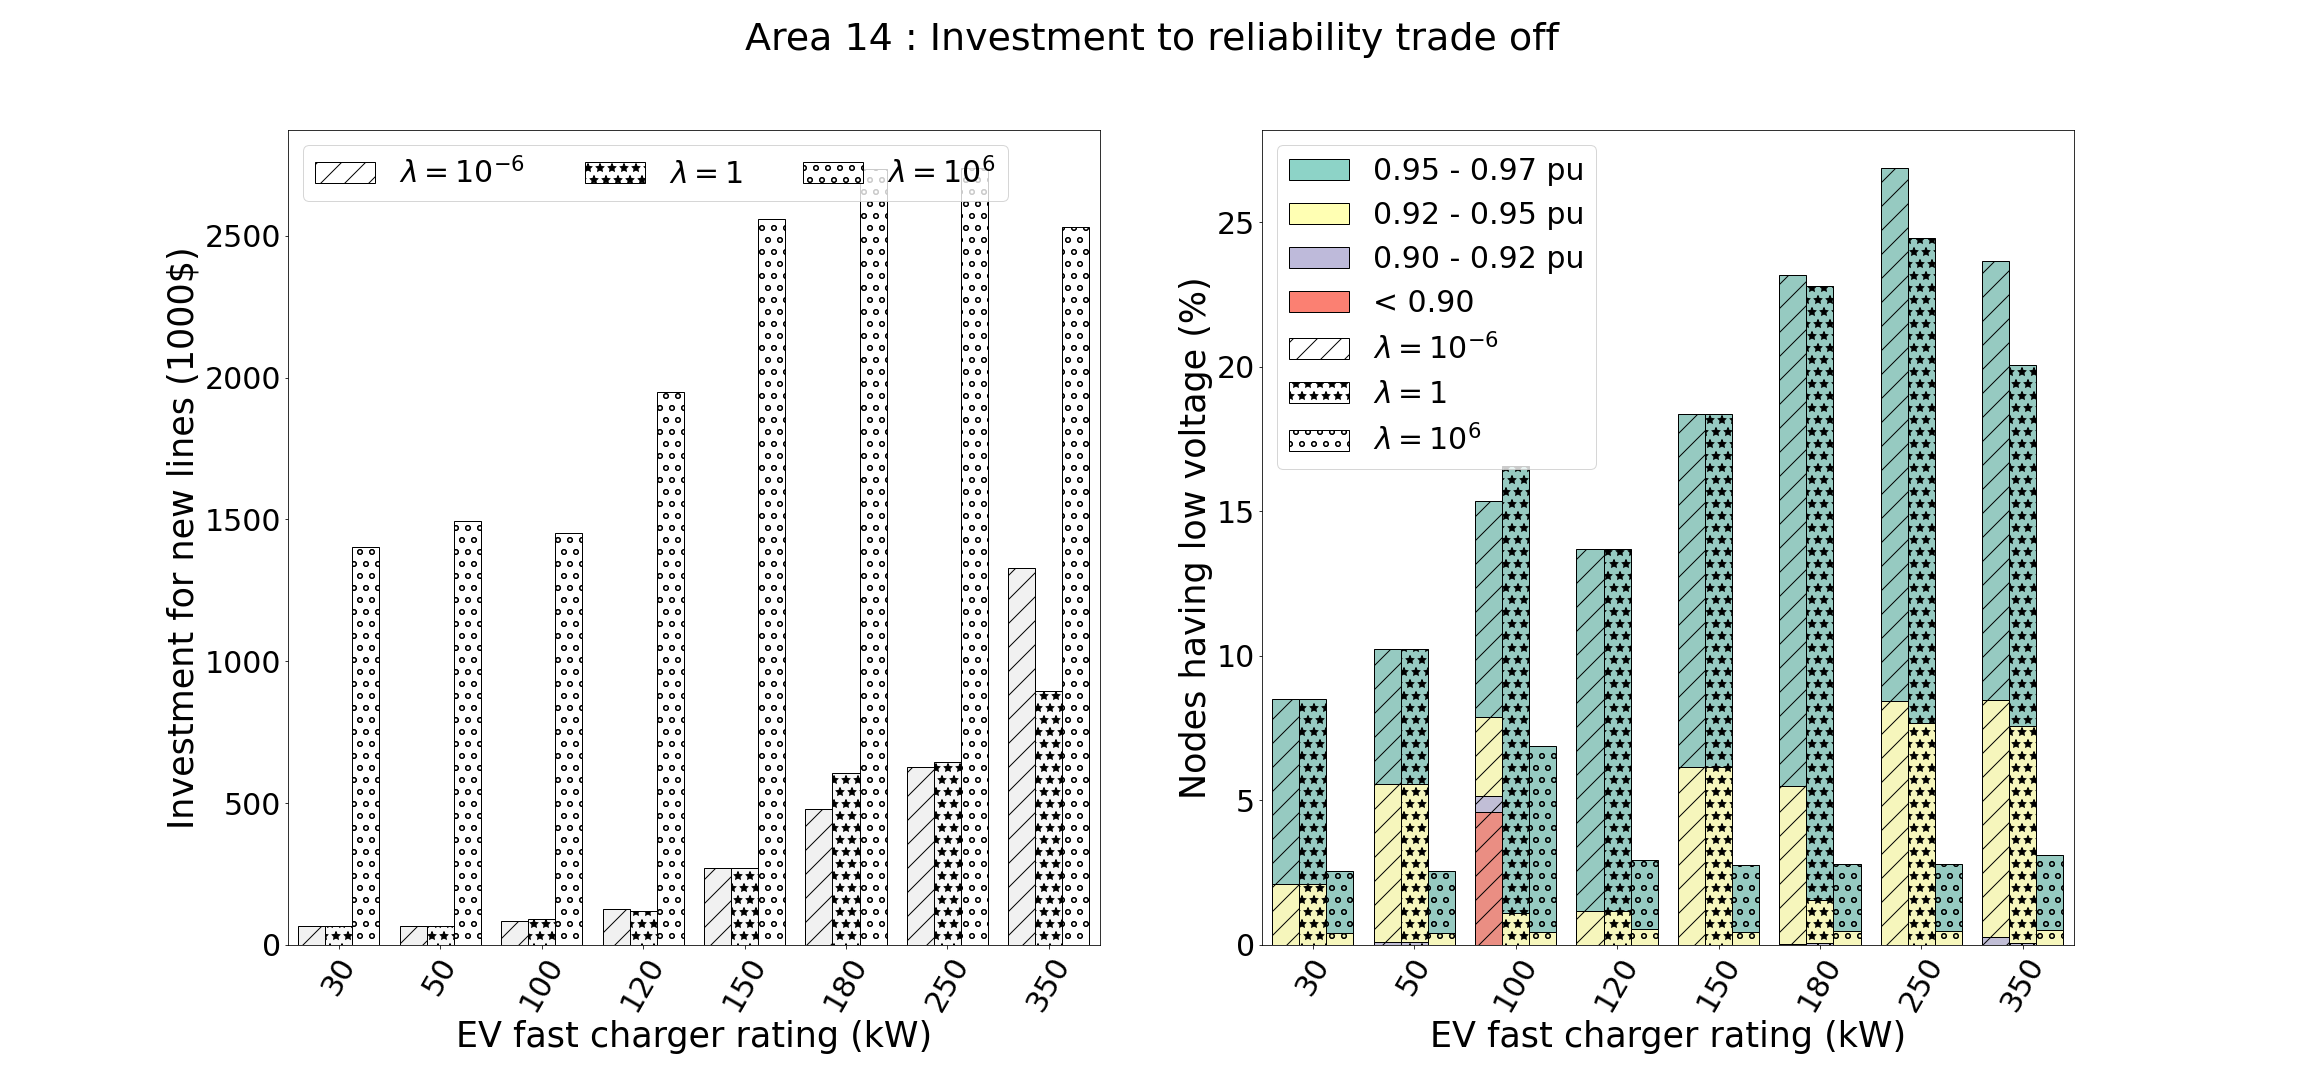 Area 14 : Investment to reliability trade off
Investment for new lines (1000$)
λ = 10⁻⁶
λ = 1
λ = 10⁶
2500
2000
1500
1000
500
0
30
50
100
120
150
180
250
350
EV fast charger rating (kW)
Nodes having low voltage (%)
0.95 - 0.97 pu
0.92 - 0.95 pu
0.90 - 0.92 pu
< 0.90
λ = 10⁻⁶
λ = 1
λ = 10⁶
25
20
15
10
5
0
30
50
100
120
150
180
250
350
EV fast charger rating (kW)